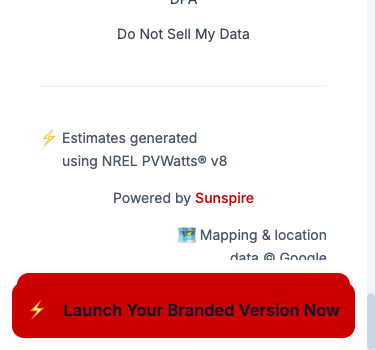 DPA
Do Not Sell My Data
⚡ Estimates generated
using NREL PVWatts® v8
Powered by Sunspire
🗺️ Mapping & location
data © Google
⚡ Launch Your Branded Version Now